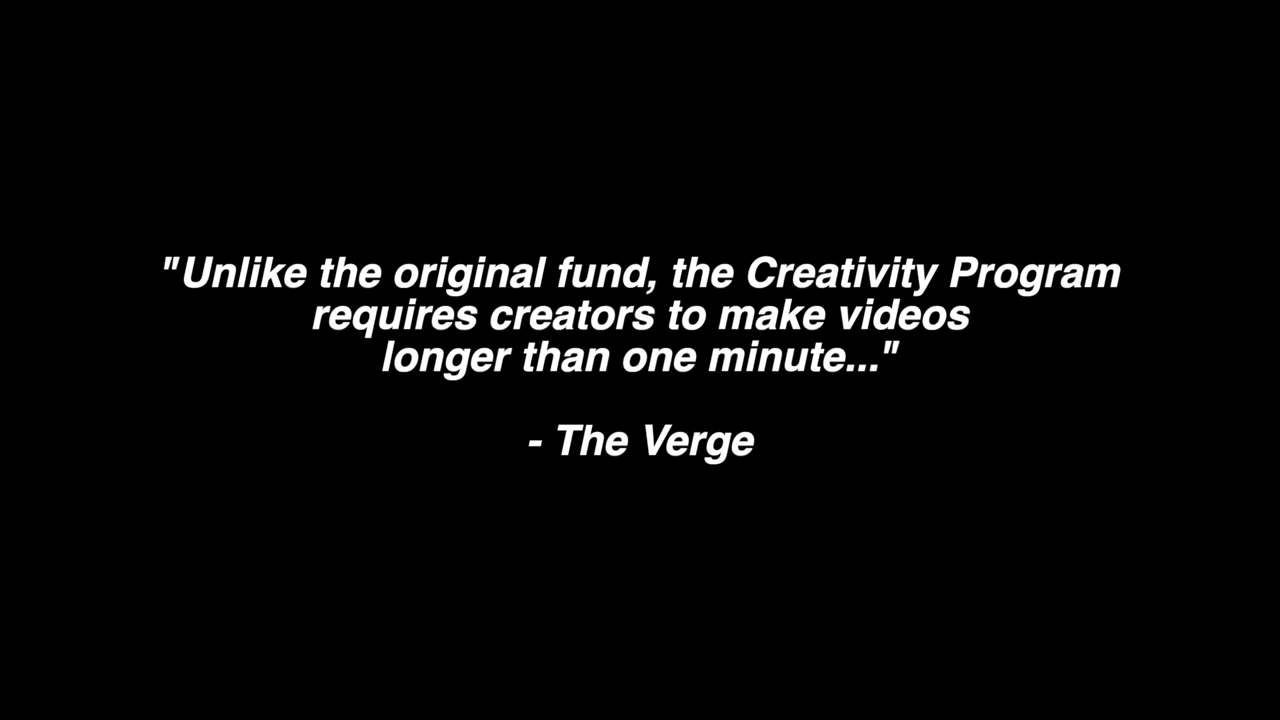 "Unlike the original fund, the Creativity Program
requires creators to make videos
longer than one minute..."
- The Verge